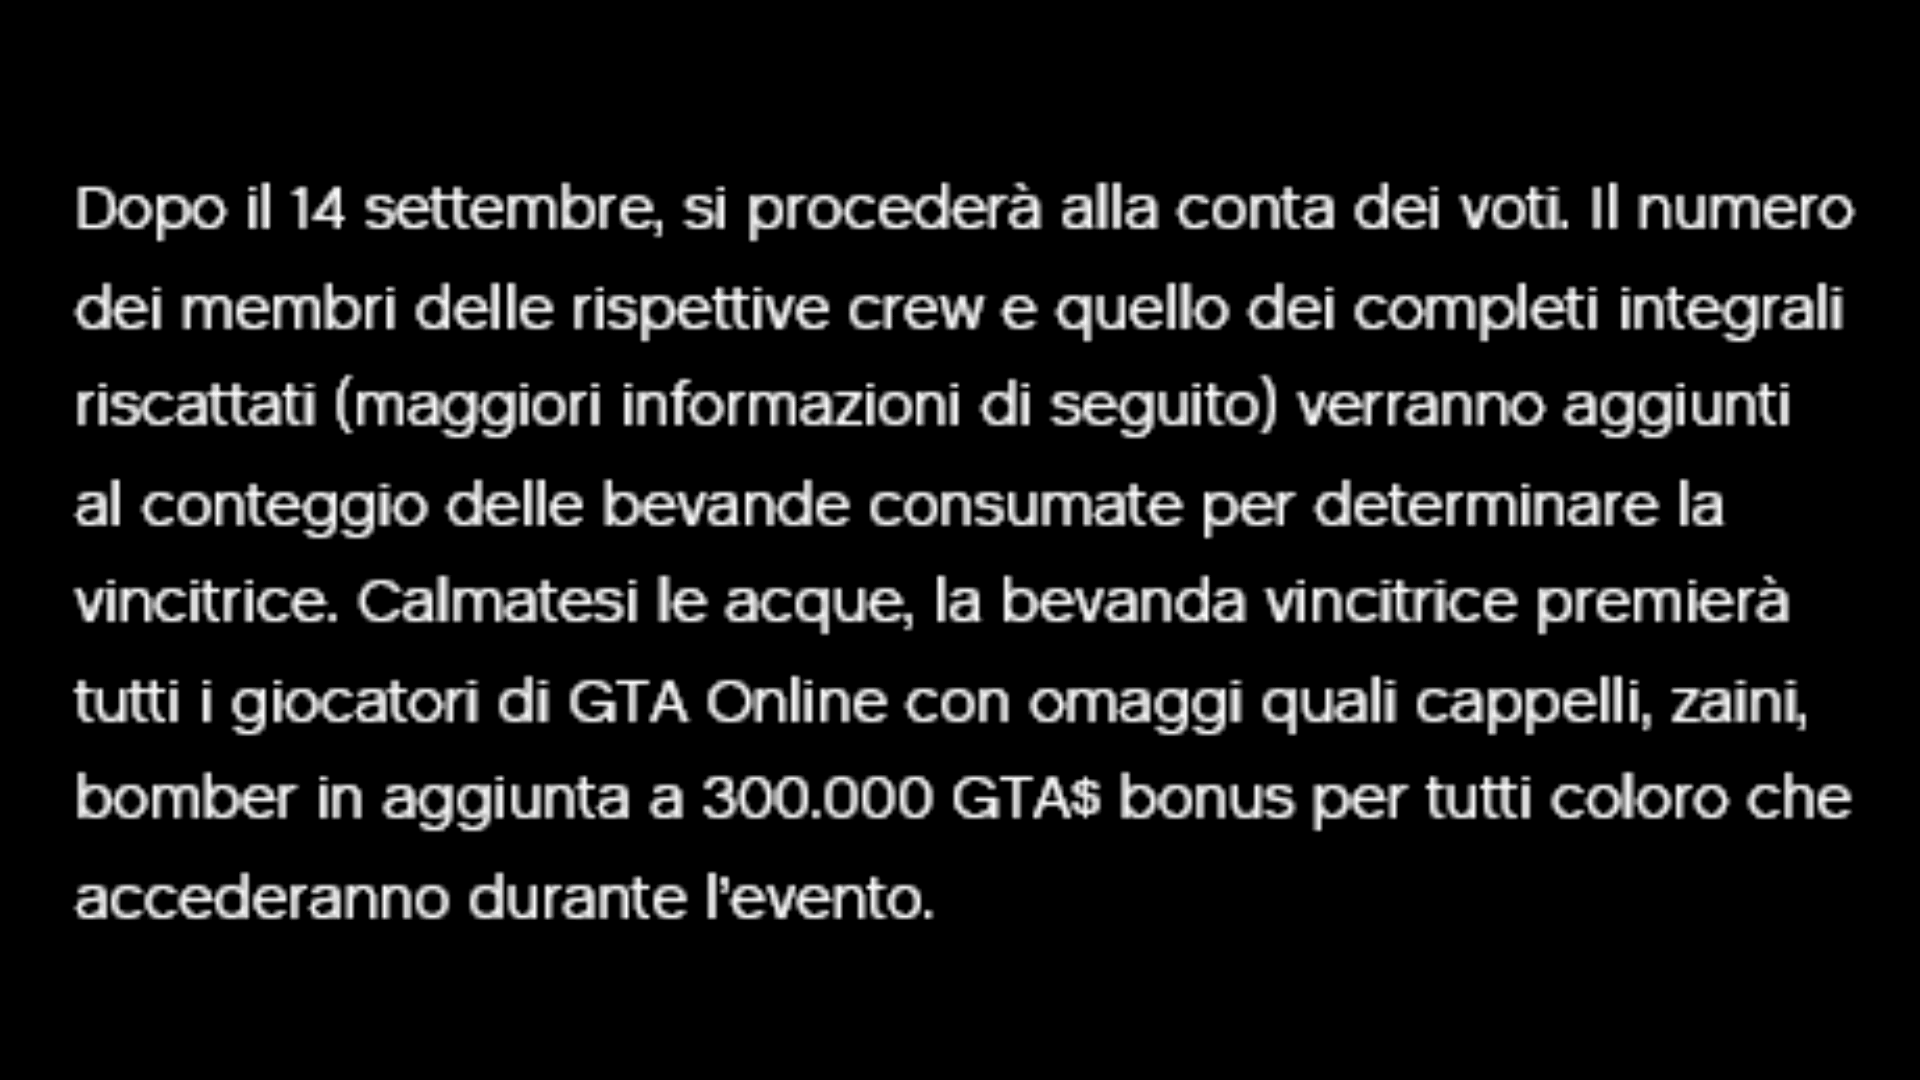 Dopo il 14 settembre, si procederà alla conta dei voti. Il numero
dei membri delle rispettive crew e quello dei completi integrali
riscattati (maggiori informazioni di seguito) verranno aggiunti
al conteggio delle bevande consumate per determinare la
vincitrice. Calmatesi le acque, la bevanda vincitrice premierà
tutti i giocatori di GTA Online con omaggi quali cappelli, zaini,
bomber in aggiunta a 300.000 GTA$ bonus per tutti coloro che
accederanno durante l’evento.